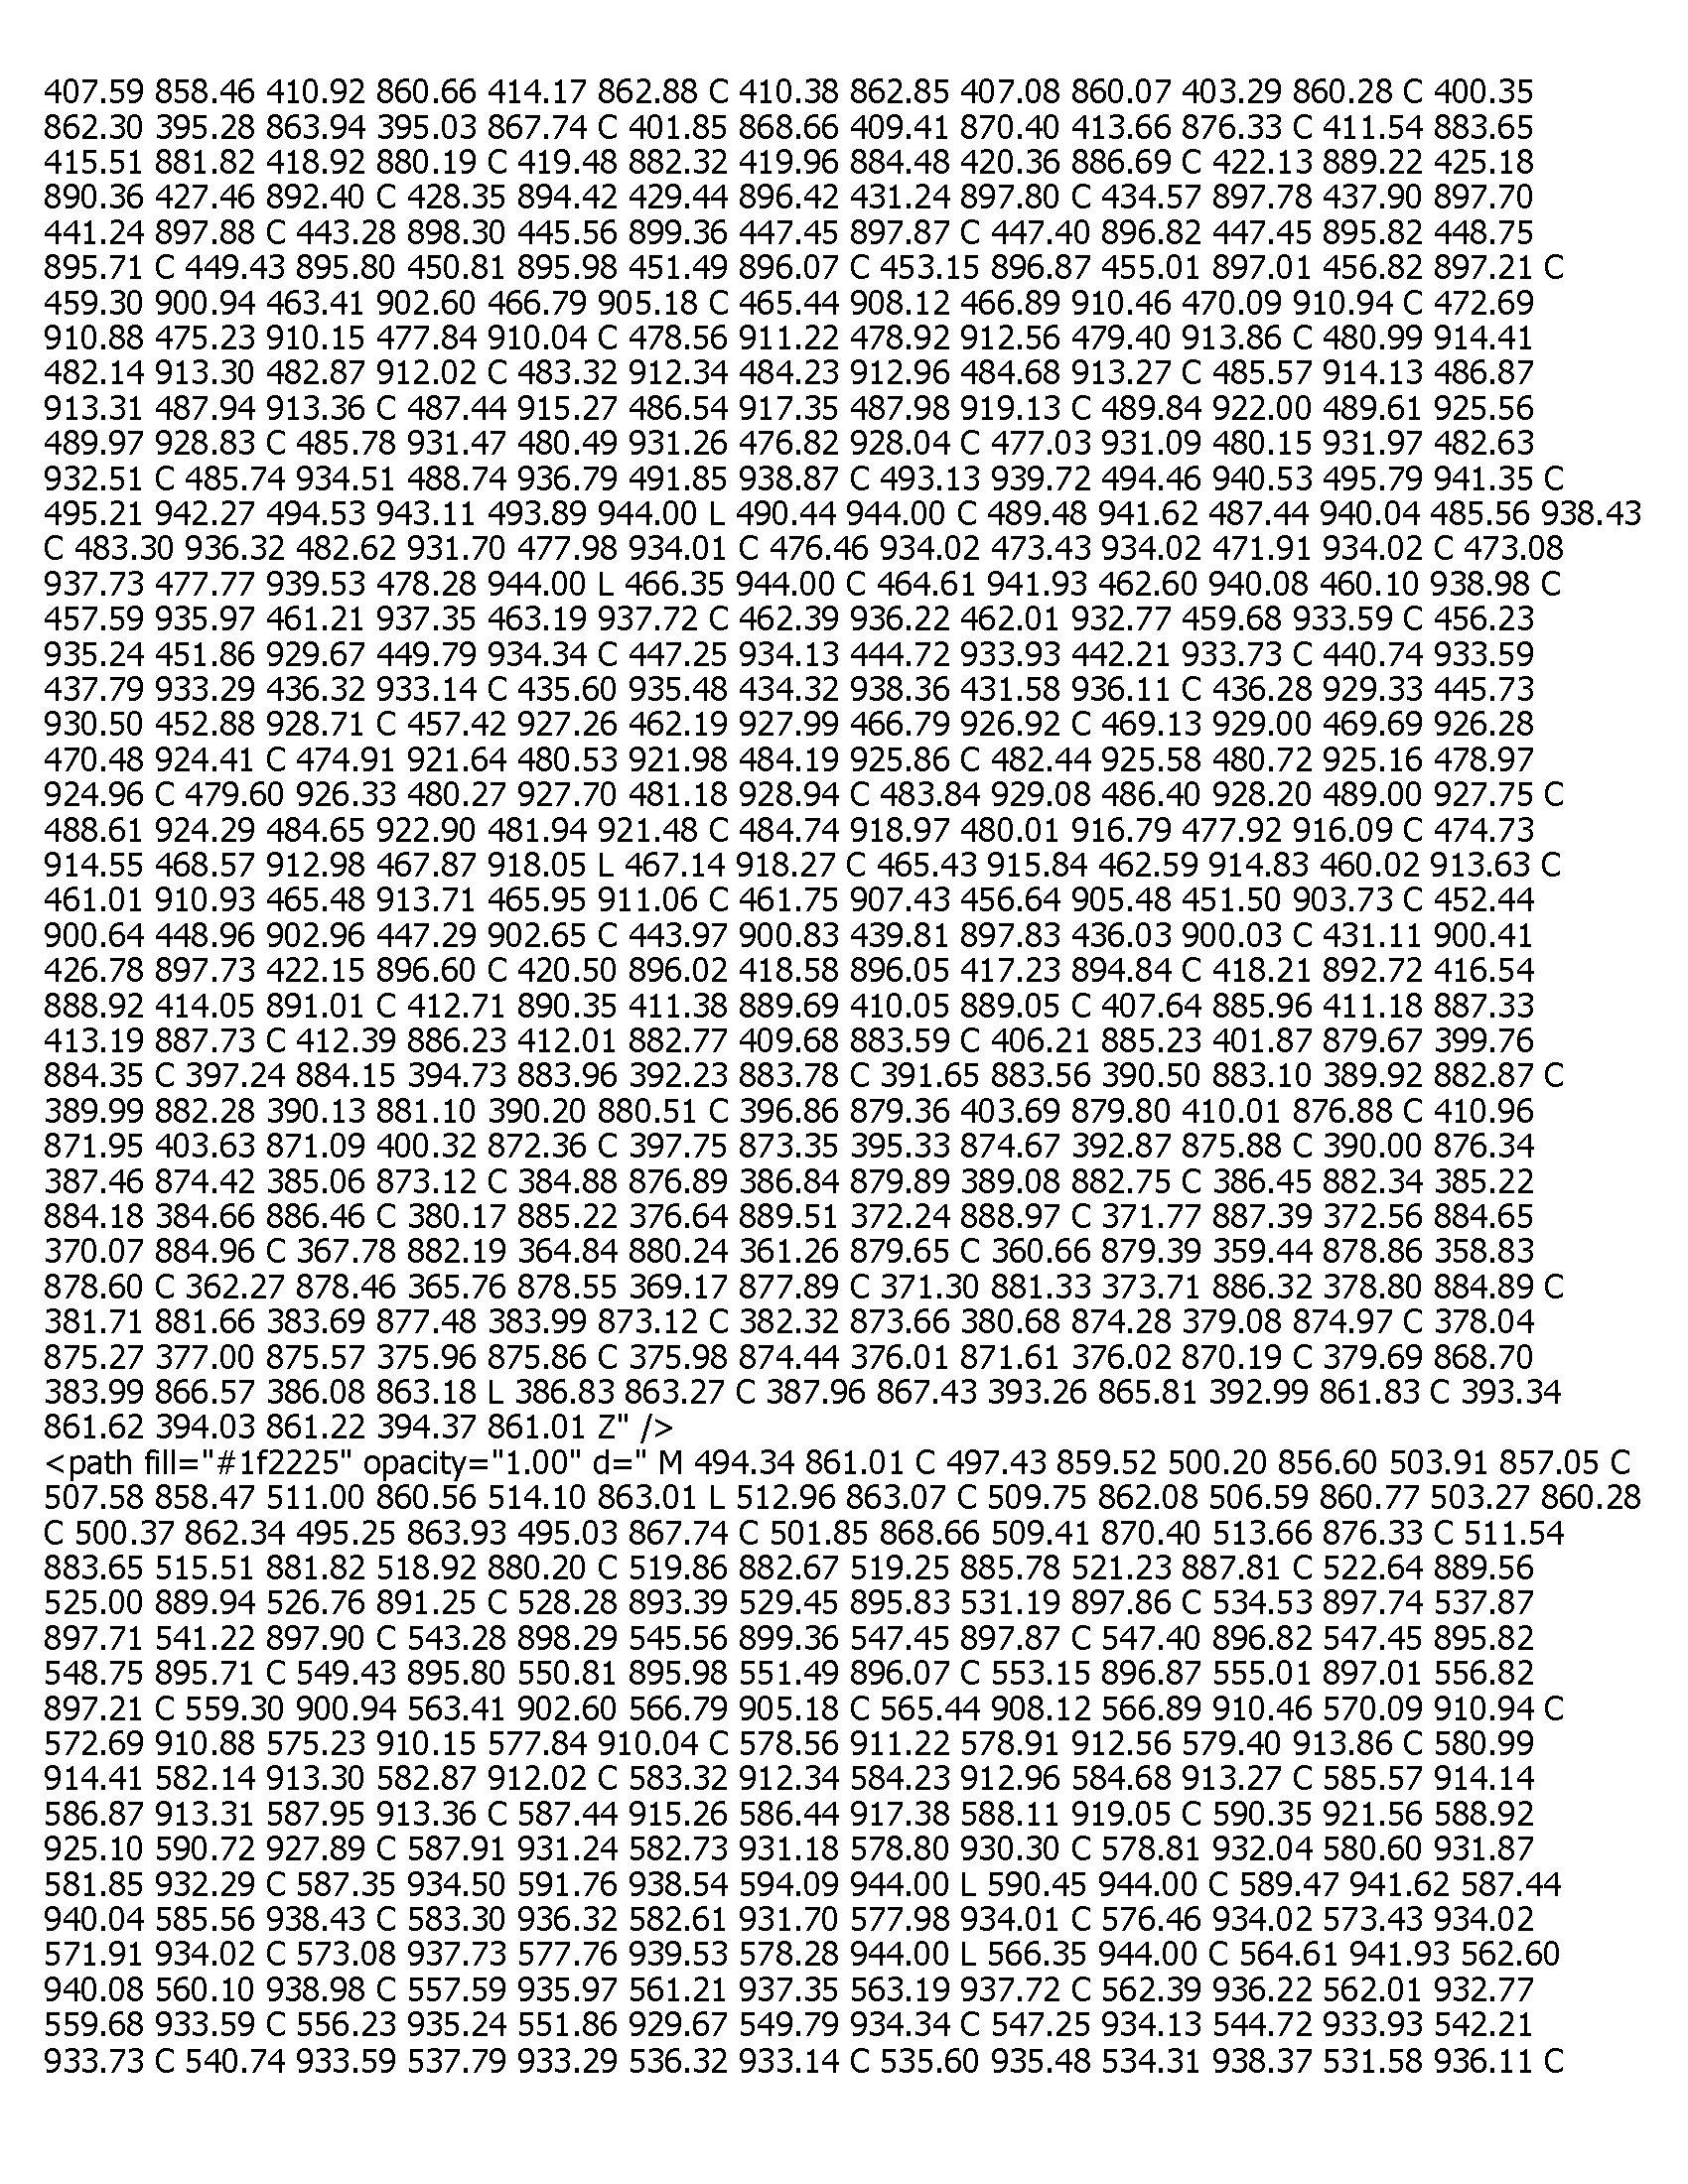 407.59 858.46 410.92 860.66 414.17 862.88 C 410.38 862.85 407.08 860.07 403.29 860.28 C 400.35
862.30 395.28 863.94 395.03 867.74 C 401.85 868.66 409.41 870.40 413.66 876.33 C 411.54 883.65
415.51 881.82 418.92 880.19 C 419.48 882.32 419.96 884.48 420.36 886.69 C 422.13 889.22 425.18
890.36 427.46 892.40 C 428.35 894.42 429.44 896.42 431.24 897.80 C 434.57 897.78 437.90 897.70
441.24 897.88 C 443.28 898.30 445.56 899.36 447.45 897.87 C 447.40 896.82 447.45 895.82 448.75
895.71 C 449.43 895.80 450.81 895.98 451.49 896.07 C 453.15 896.87 455.01 897.01 456.82 897.21 C
459.30 900.94 463.41 902.60 466.79 905.18 C 465.44 908.12 466.89 910.46 470.09 910.94 C 472.69
910.88 475.23 910.15 477.84 910.04 C 478.56 911.22 478.92 912.56 479.40 913.86 C 480.99 914.41
482.14 913.30 482.87 912.02 C 483.32 912.34 484.23 912.96 484.68 913.27 C 485.57 914.13 486.87
913.31 487.94 913.36 C 487.44 915.27 486.54 917.35 487.98 919.13 C 489.84 922.00 489.61 925.56
489.97 928.83 C 485.78 931.47 480.49 931.26 476.82 928.04 C 477.03 931.09 480.15 931.97 482.63
932.51 C 485.74 934.51 488.74 936.79 491.85 938.87 C 493.13 939.72 494.46 940.53 495.79 941.35 C
495.21 942.27 494.53 943.11 493.89 944.00 L 490.44 944.00 C 489.48 941.62 487.44 940.04 485.56 938.43
C 483.30 936.32 482.62 931.70 477.98 934.01 C 476.46 934.02 473.43 934.02 471.91 934.02 C 473.08
937.73 477.77 939.53 478.28 944.00 L 466.35 944.00 C 464.61 941.93 462.60 940.08 460.10 938.98 C
457.59 935.97 461.21 937.35 463.19 937.72 C 462.39 936.22 462.01 932.77 459.68 933.59 C 456.23
935.24 451.86 929.67 449.79 934.34 C 447.25 934.13 444.72 933.93 442.21 933.73 C 440.74 933.59
437.79 933.29 436.32 933.14 C 435.60 935.48 434.32 938.36 431.58 936.11 C 436.28 929.33 445.73
930.50 452.88 928.71 C 457.42 927.26 462.19 927.99 466.79 926.92 C 469.13 929.00 469.69 926.28
470.48 924.41 C 474.91 921.64 480.53 921.98 484.19 925.86 C 482.44 925.58 480.72 925.16 478.97
924.96 C 479.60 926.33 480.27 927.70 481.18 928.94 C 483.84 929.08 486.40 928.20 489.00 927.75 C
488.61 924.29 484.65 922.90 481.94 921.48 C 484.74 918.97 480.01 916.79 477.92 916.09 C 474.73
914.55 468.57 912.98 467.87 918.05 L 467.14 918.27 C 465.43 915.84 462.59 914.83 460.02 913.63 C
461.01 910.93 465.48 913.71 465.95 911.06 C 461.75 907.43 456.64 905.48 451.50 903.73 C 452.44
900.64 448.96 902.96 447.29 902.65 C 443.97 900.83 439.81 897.83 436.03 900.03 C 431.11 900.41
426.78 897.73 422.15 896.60 C 420.50 896.02 418.58 896.05 417.23 894.84 C 418.21 892.72 416.54
888.92 414.05 891.01 C 412.71 890.35 411.38 889.69 410.05 889.05 C 407.64 885.96 411.18 887.33
413.19 887.73 C 412.39 886.23 412.01 882.77 409.68 883.59 C 406.21 885.23 401.87 879.67 399.76
884.35 C 397.24 884.15 394.73 883.96 392.23 883.78 C 391.65 883.56 390.50 883.10 389.92 882.87 C
389.99 882.28 390.13 881.10 390.20 880.51 C 396.86 879.36 403.69 879.80 410.01 876.88 C 410.96
871.95 403.63 871.09 400.32 872.36 C 397.75 873.35 395.33 874.67 392.87 875.88 C 390.00 876.34
387.46 874.42 385.06 873.12 C 384.88 876.89 386.84 879.89 389.08 882.75 C 386.45 882.34 385.22
884.18 384.66 886.46 C 380.17 885.22 376.64 889.51 372.24 888.97 C 371.77 887.39 372.56 884.65
370.07 884.96 C 367.78 882.19 364.84 880.24 361.26 879.65 C 360.66 879.39 359.44 878.86 358.83
878.60 C 362.27 878.46 365.76 878.55 369.17 877.89 C 371.30 881.33 373.71 886.32 378.80 884.89 C
381.71 881.66 383.69 877.48 383.99 873.12 C 382.32 873.66 380.68 874.28 379.08 874.97 C 378.04
875.27 377.00 875.57 375.96 875.86 C 375.98 874.44 376.01 871.61 376.02 870.19 C 379.69 868.70
383.99 866.57 386.08 863.18 L 386.83 863.27 C 387.96 867.43 393.26 865.81 392.99 861.83 C 393.34
861.62 394.03 861.22 394.37 861.01 Z" />
<path fill="#1f2225" opacity="1.00" d=" M 494.34 861.01 C 497.43 859.52 500.20 856.60 503.91 857.05 C
507.58 858.47 511.00 860.56 514.10 863.01 L 512.96 863.07 C 509.75 862.08 506.59 860.77 503.27 860.28
C 500.37 862.34 495.25 863.93 495.03 867.74 C 501.85 868.66 509.41 870.40 513.66 876.33 C 511.54
883.65 515.51 881.82 518.92 880.20 C 519.86 882.67 519.25 885.78 521.23 887.81 C 522.64 889.56
525.00 889.94 526.76 891.25 C 528.28 893.39 529.45 895.83 531.19 897.86 C 534.53 897.74 537.87
897.71 541.22 897.90 C 543.28 898.29 545.56 899.36 547.45 897.87 C 547.40 896.82 547.45 895.82
548.75 895.71 C 549.43 895.80 550.81 895.98 551.49 896.07 C 553.15 896.87 555.01 897.01 556.82
897.21 C 559.30 900.94 563.41 902.60 566.79 905.18 C 565.44 908.12 566.89 910.46 570.09 910.94 C
572.69 910.88 575.23 910.15 577.84 910.04 C 578.56 911.22 578.91 912.56 579.40 913.86 C 580.99
914.41 582.14 913.30 582.87 912.02 C 583.32 912.34 584.23 912.96 584.68 913.27 C 585.57 914.14
586.87 913.31 587.95 913.36 C 587.44 915.26 586.44 917.38 588.11 919.05 C 590.35 921.56 588.92
925.10 590.72 927.89 C 587.91 931.24 582.73 931.18 578.80 930.30 C 578.81 932.04 580.60 931.87
581.85 932.29 C 587.35 934.50 591.76 938.54 594.09 944.00 L 590.45 944.00 C 589.47 941.62 587.44
940.04 585.56 938.43 C 583.30 936.32 582.61 931.70 577.98 934.01 C 576.46 934.02 573.43 934.02
571.91 934.02 C 573.08 937.73 577.76 939.53 578.28 944.00 L 566.35 944.00 C 564.61 941.93 562.60
940.08 560.10 938.98 C 557.59 935.97 561.21 937.35 563.19 937.72 C 562.39 936.22 562.01 932.77
559.68 933.59 C 556.23 935.24 551.86 929.67 549.79 934.34 C 547.25 934.13 544.72 933.93 542.21
933.73 C 540.74 933.59 537.79 933.29 536.32 933.14 C 535.60 935.48 534.31 938.37 531.58 936.11 C